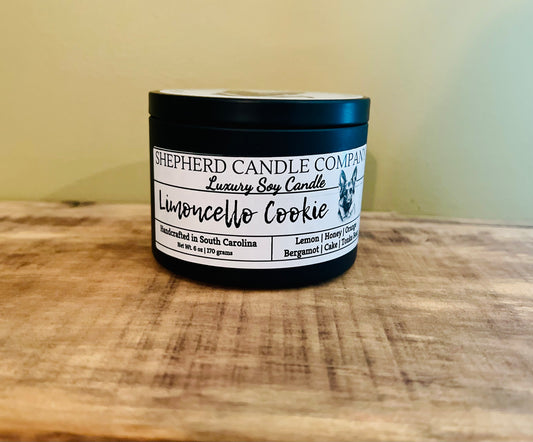 SHEPHERD CANDLE COMPANY
Luxury Soy Candle
Limoncello Cookie
Handcrafted in South Carolina
Net Wt. 6 oz | 170 grams
Lemon | Honey | Orange
Bergamot | Cake | Tonka